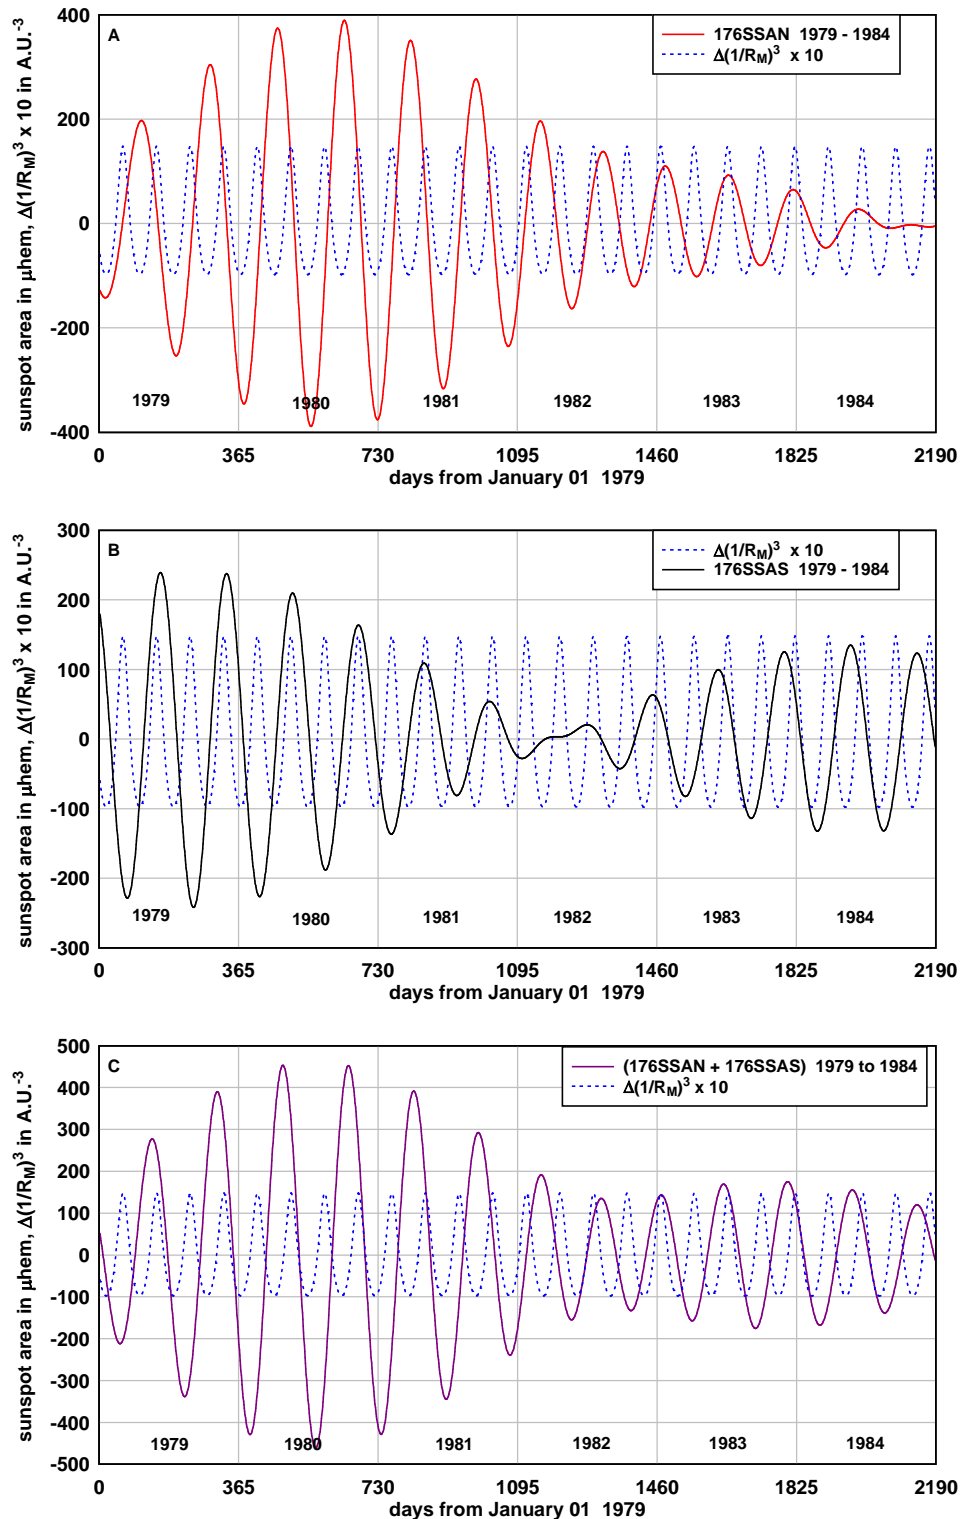 A
176SSAN 1979 - 1984
Δ(1/R_M)^3 x 10
sunspot area in μhem, Δ(1/R_M)^3 x 10 in A.U.^-3
400
200
0
-200
-400
1979 1980 1981 1982 1983 1984
0 365 730 1095 1460 1825 2190
days from January 01 1979
B
Δ(1/R_M)^3 x 10
176SSAS 1979 - 1984
sunspot area in μhem, Δ(1/R_M)^3 x 10 in A.U.^-3
300
200
100
0
-100
-200
-300
1979 1980 1981 1982 1983 1984
0 365 730 1095 1460 1825 2190
days from January 01 1979
C
(176SSAN + 176SSAS) 1979 to 1984
Δ(1/R_M)^3 x 10
sunspot area in μhem, Δ(1/R_M)^3 in A.U.^-3
500
400
300
200
100
0
-100
-200
-300
-400
-500
1979 1980 1981 1982 1983 1984
0 365 730 1095 1460 1825 2190
days from January 01 1979